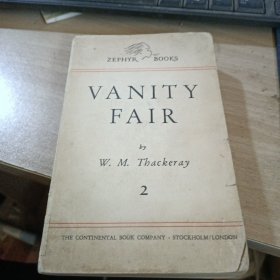 ZEPHYR BOOKS
VANITY
FAIR
by
W. M. Thackeray
2
THE CONTINENTAL BOOK COMPANY · STOCKHOLM/LONDON